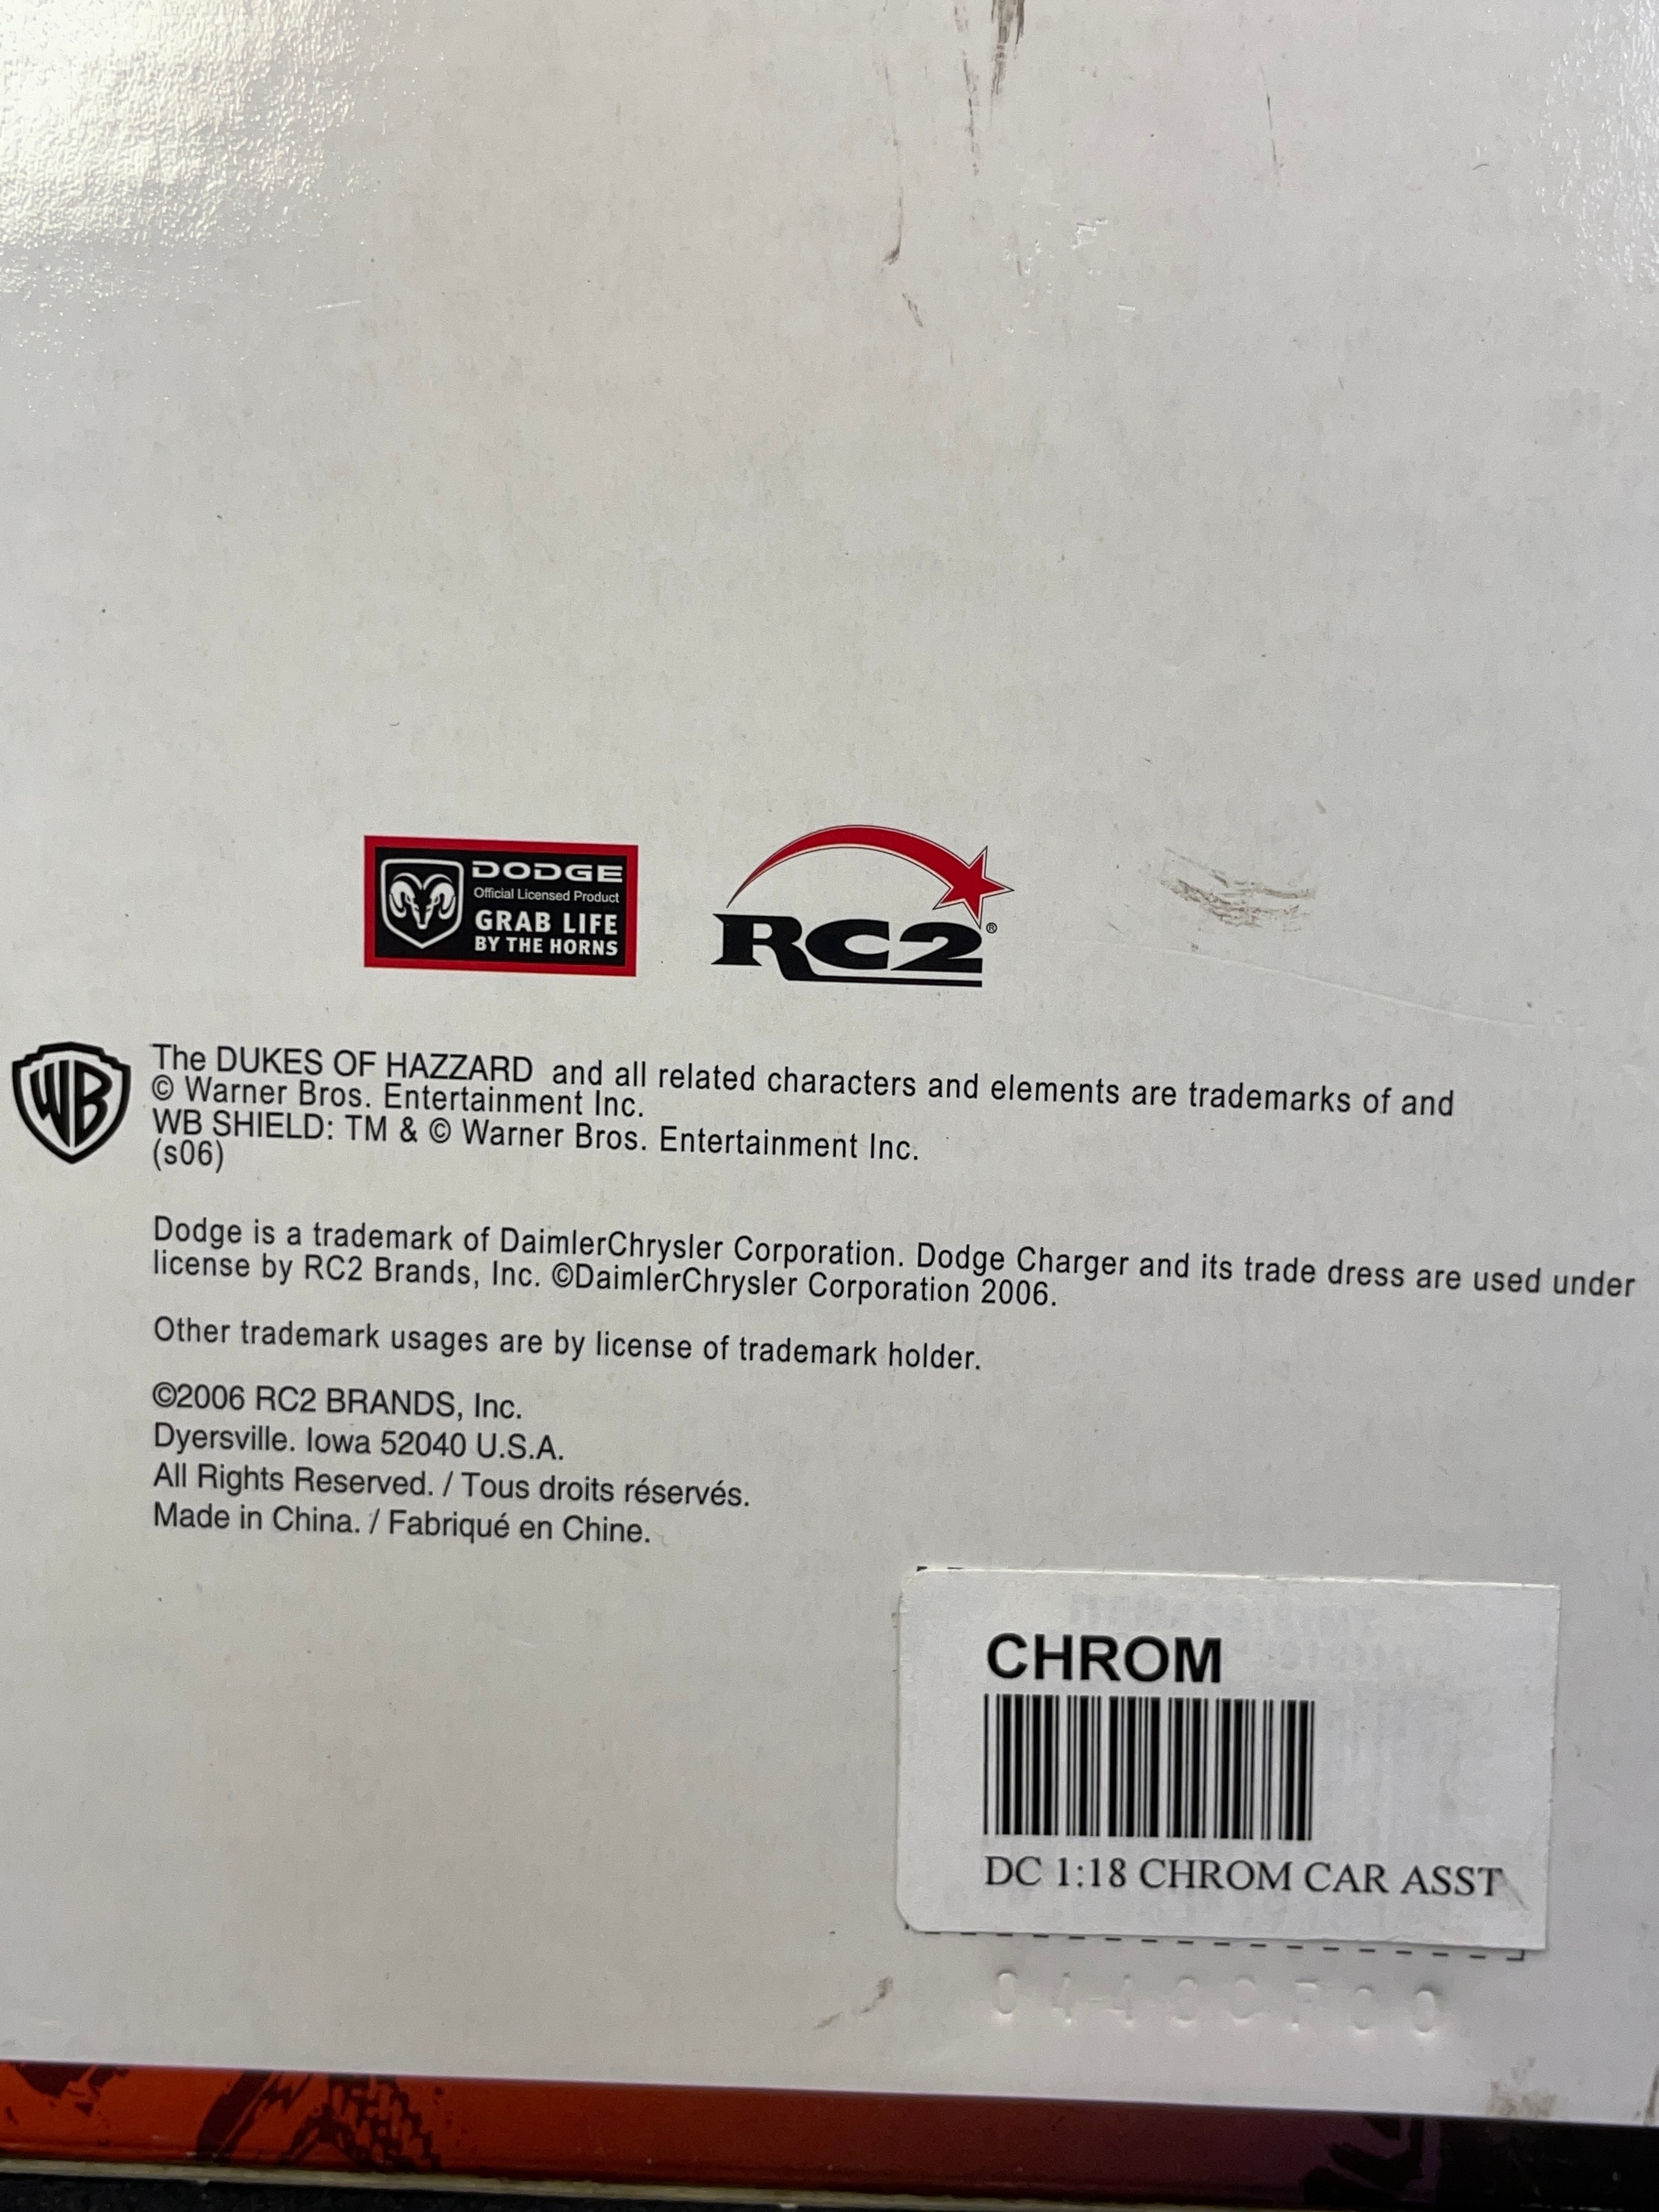 DODGE
Official Licensed Product
GRAB LIFE
BY THE HORNS
RC2®
WB
The DUKES OF HAZZARD and all related characters and elements are trademarks of and
© Warner Bros. Entertainment Inc.
WB SHIELD: TM & © Warner Bros. Entertainment Inc.
(s06)
Dodge is a trademark of DaimlerChrysler Corporation. Dodge Charger and its trade dress are used under
license by RC2 Brands, Inc. ©DaimlerChrysler Corporation 2006.
Other trademark usages are by license of trademark holder.
©2006 RC2 BRANDS, Inc.
Dyersville. Iowa 52040 U.S.A.
All Rights Reserved. / Tous droits réservés.
Made in China. / Fabriqué en Chine.
CHROM
DC 1:18 CHROM CAR ASST